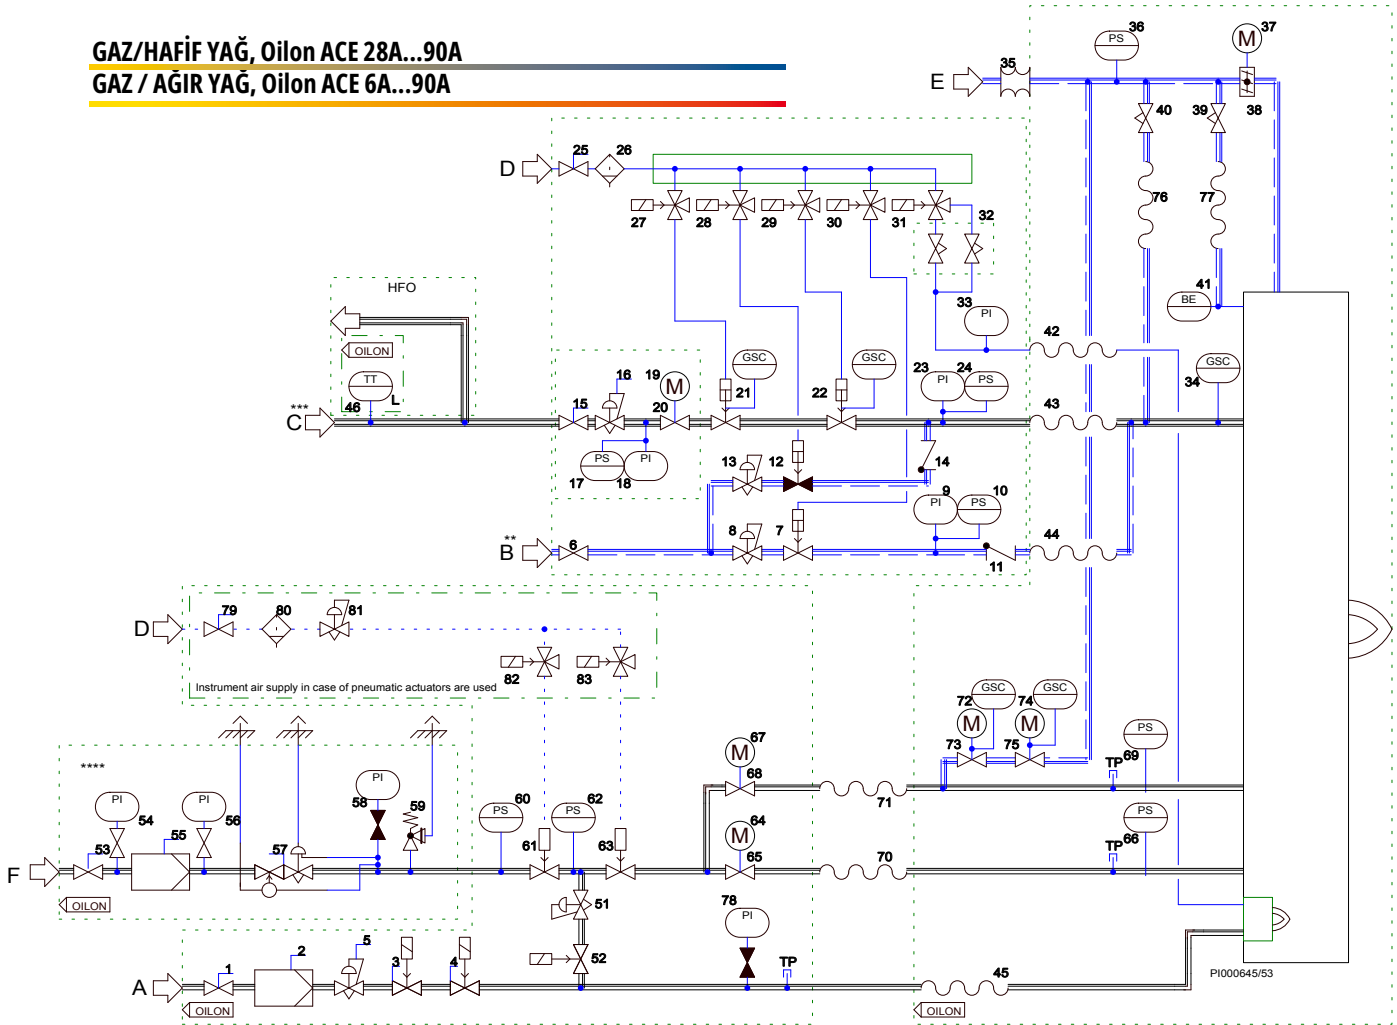 GAZ/HAFİF YAĞ, Oilon ACE 28A...90A
GAZ / AĞIR YAĞ, Oilon ACE 6A...90A
36
37
PS
M
35
E
40
39
38
25
26
D
27
28
29
30
31
32
76
77
HFO
33
PI
41
BE
42
OILON
TT
46
L
***
C
15
16
19
M
20
GSC
21
GSC
22
23
24
PI
PS
GSC
34
43
PS
PI
17
18
13
12
14
9
10
PI
PS
**
B
6
8
7
11
44
D
79
80
81
82
83
Instrument air supply in case of pneumatic actuators are used
GSC
GSC
72
74
M
M
73
75
PS
69
TP
****
PI
54
PI
56
PI
58
59
PS
60
PS
62
M
67
68
71
53
55
57
61
63
M
64
65
70
PS
66
TP
F
OILON
51
52
78
PI
TP
1
2
5
3
4
45
A
OILON
OILON
PI000645/53